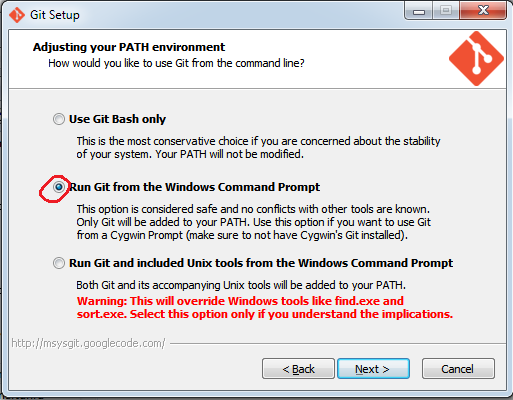 Git Setup
Adjusting your PATH environment
How would you like to use Git from the command line?
Use Git Bash only
This is the most conservative choice if you are concerned about the stability
of your system. Your PATH will not be modified.
Run Git from the Windows Command Prompt
This option is considered safe and no conflicts with other tools are known.
Only Git will be added to your PATH. Use this option if you want to use Git
from a Cygwin Prompt (make sure to not have Cygwin's Git installed).
Run Git and included Unix tools from the Windows Command Prompt
Both Git and its accompanying Unix tools will be added to your PATH.
Warning: This will override Windows tools like find.exe and
sort.exe. Select this option only if you understand the implications.
http://msysgit.googlecode.com/
< Back Next > Cancel